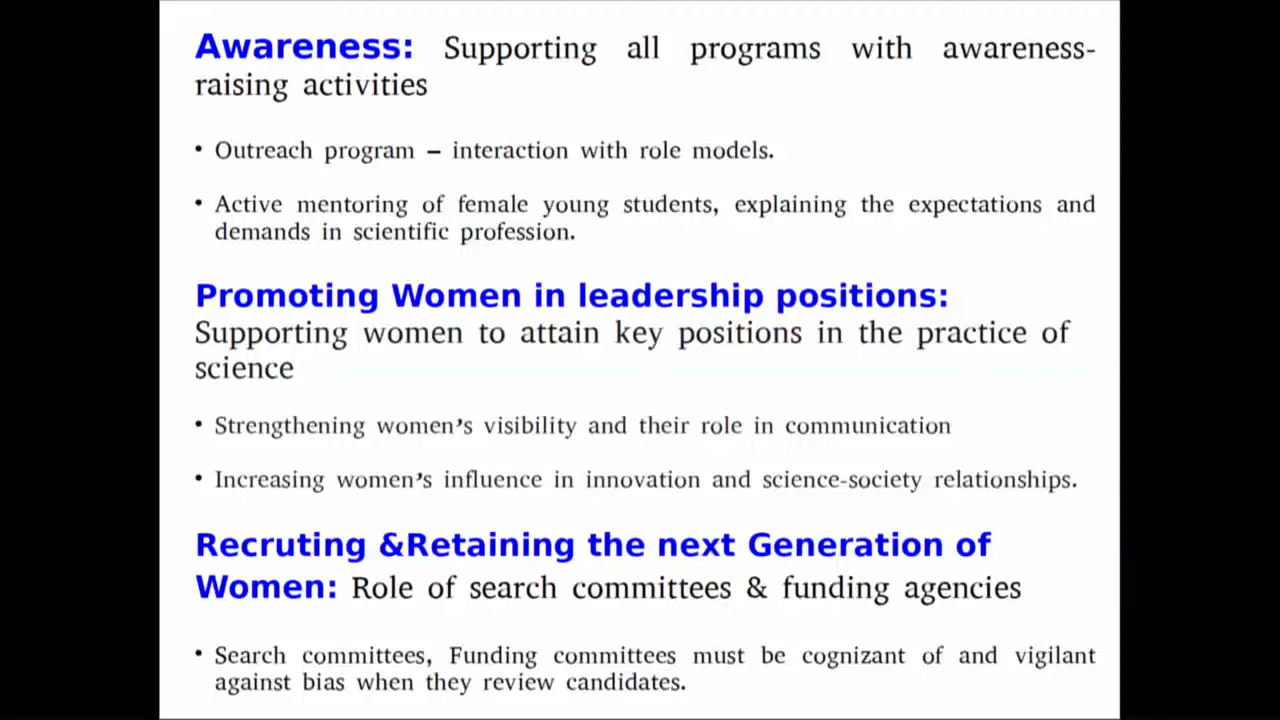 Awareness: Supporting all programs with awareness-
raising activities
• Outreach program – interaction with role models.
• Active mentoring of female young students, explaining the expectations and
demands in scientific profession.
Promoting Women in leadership positions:
Supporting women to attain key positions in the practice of
science
• Strengthening women’s visibility and their role in communication
• Increasing women’s influence in innovation and science-society relationships.
Recruting &Retaining the next Generation of
Women: Role of search committees & funding agencies
• Search committees, Funding committees must be cognizant of and vigilant
against bias when they review candidates.